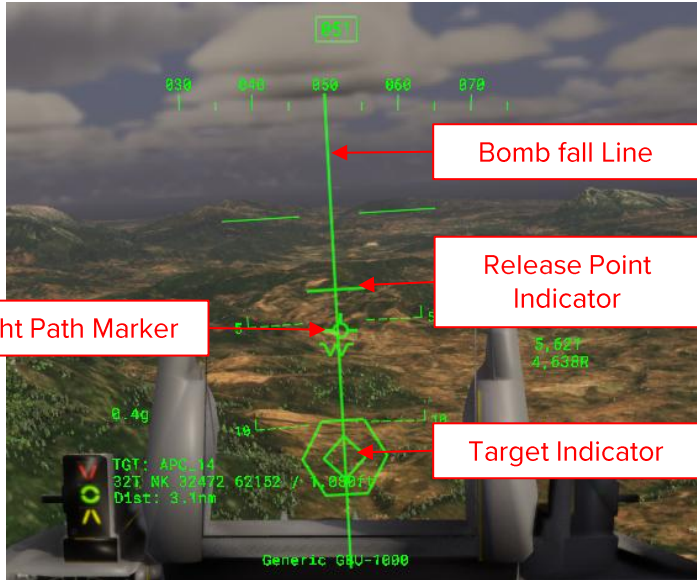 051
030 040 050 060 070
Bomb fall Line
Release Point
Indicator
ht Path Marker
5 5
5,621
4,638R
0.4g
10 10
Target Indicator
TGT: APC_14
32T NK 32472 62152 / 1,080ft
Dist: 3.1nm
Generic GBU-1000